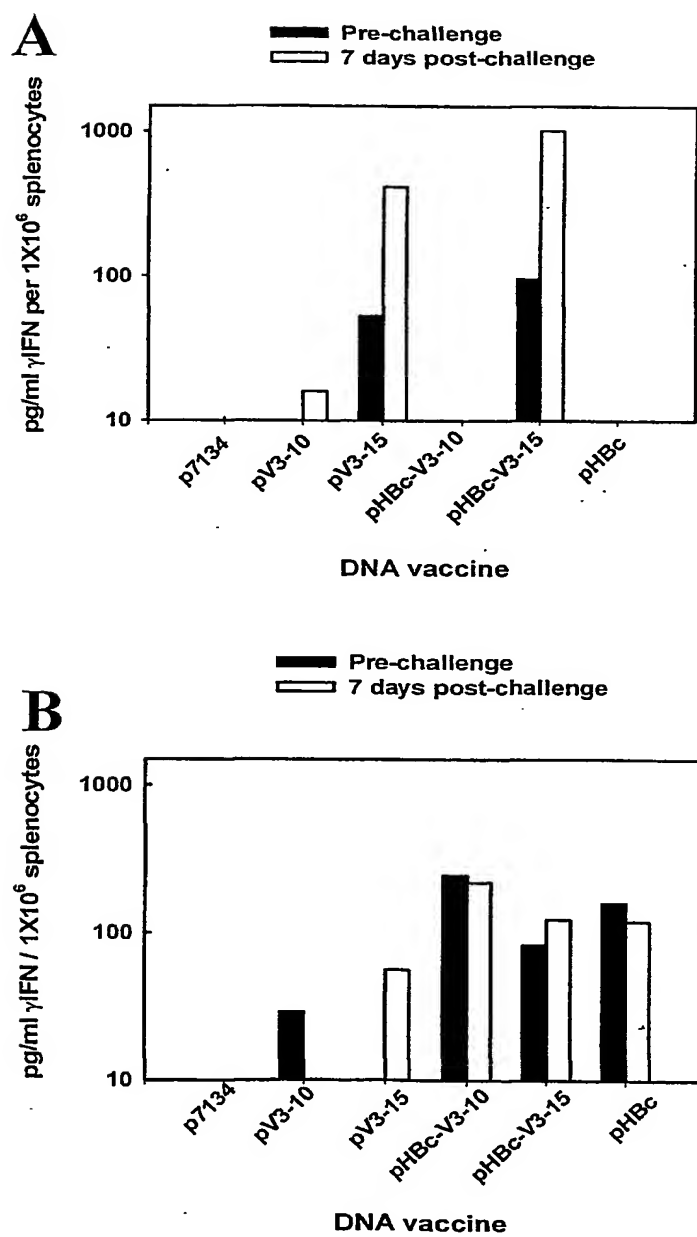 A
Pre-challenge
7 days post-challenge
pg/ml γIFN per 1X10⁶ splenocytes
1000
100
10
p7134
pV3-10
pV3-15
pHBc-V3-10
pHBc-V3-15
pHBc
DNA vaccine
B
Pre-challenge
7 days post-challenge
pg/ml γIFN / 1X10⁶ splenocytes
1000
100
10
p7134
pV3-10
pV3-15
pHBc-V3-10
pHBc-V3-15
pHBc
DNA vaccine